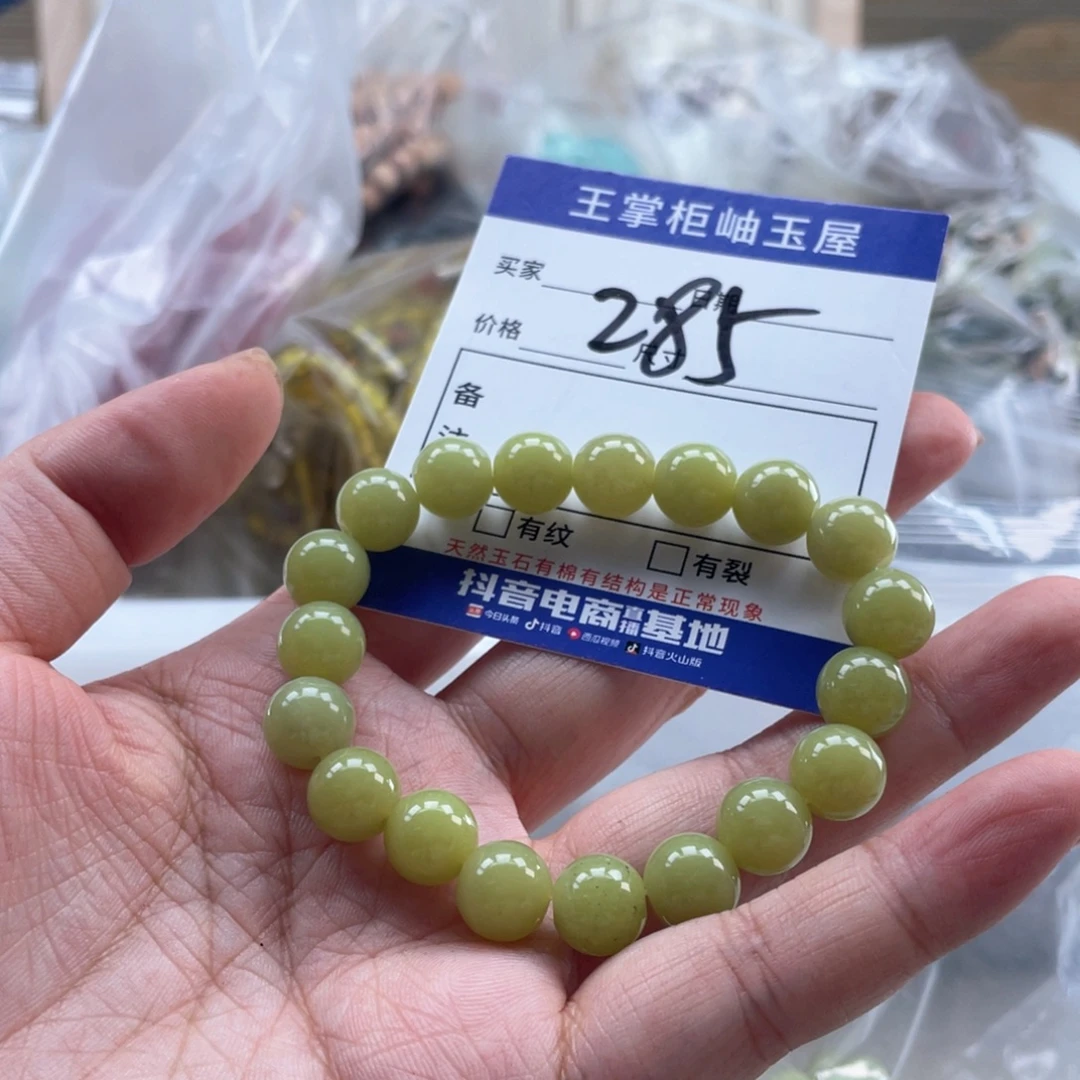 王掌柜岫玉屋
买家 日期
285
价格 尺寸
备
注
有纹 有裂
天然玉石有棉有结构是正常现象
抖音电商直播基地
今日头条 抖音 西瓜视频 抖音火山版